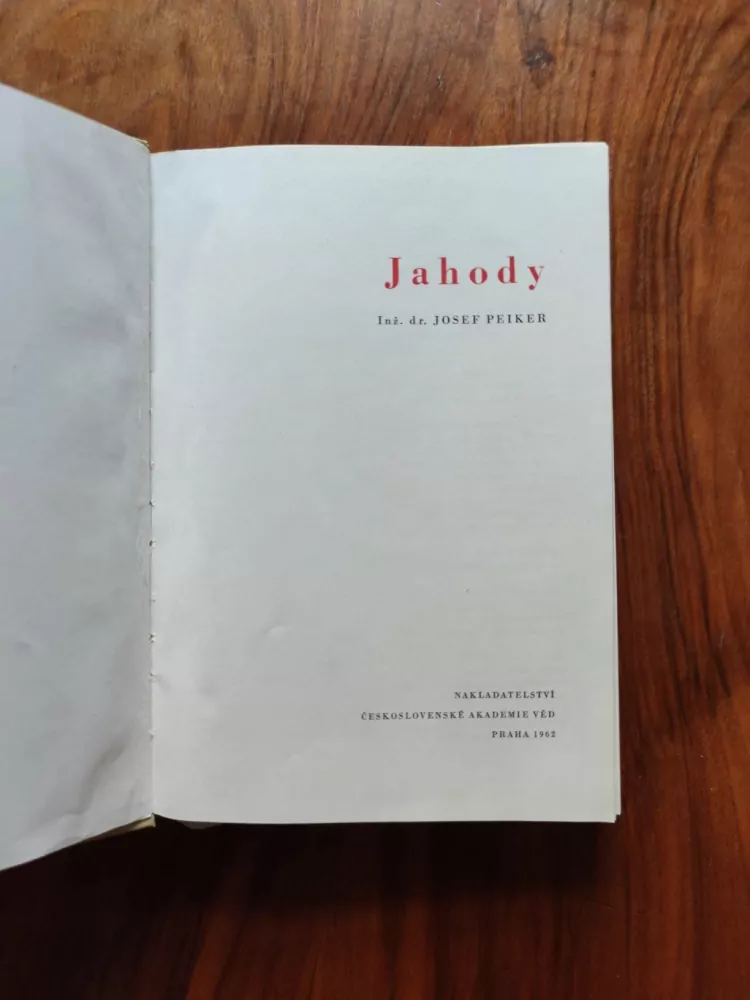 Jahody
Inž. dr. JOSEF PEIKER
NAKLADATELSTVÍ
ČESKOSLOVENSKÉ AKADEMIE VĚD
PRAHA 1962